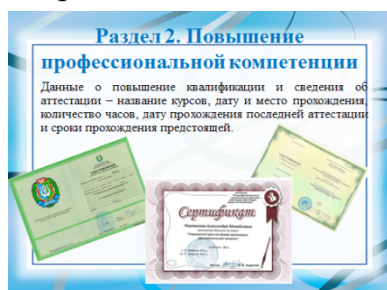 Раздел 2. Повышение
профессиональной компетенции
Данные о повышение квалификации и сведения об
аттестации – название курсов, дату и место прохождения,
количество часов, дату прохождения последней аттестации
и сроки прохождения предстоящей.
Сертификат